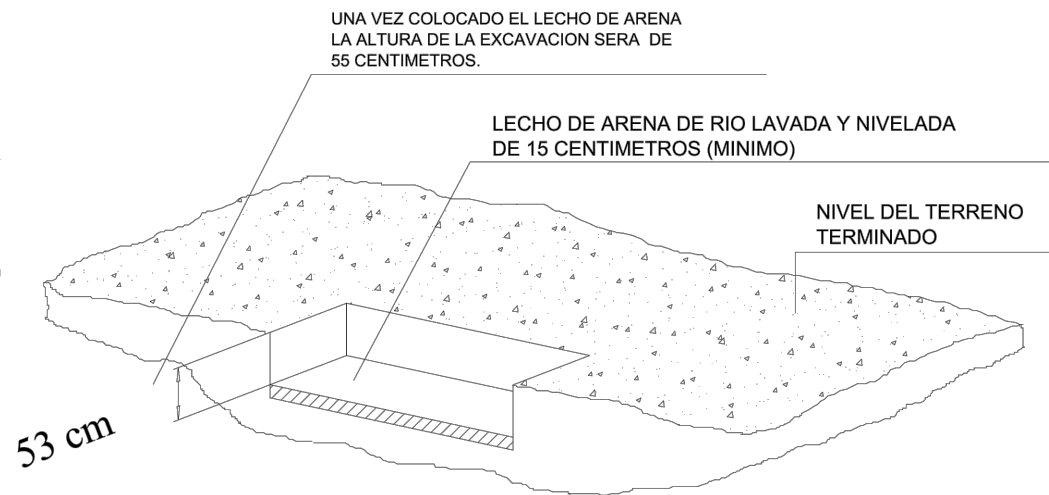 UNA VEZ COLOCADO EL LECHO DE ARENA
LA ALTURA DE LA EXCAVACION SERA DE
55 CENTIMETROS.
LECHO DE ARENA DE RIO LAVADA Y NIVELADA
DE 15 CENTIMETROS (MINIMO)
NIVEL DEL TERRENO
TERMINADO
53 cm